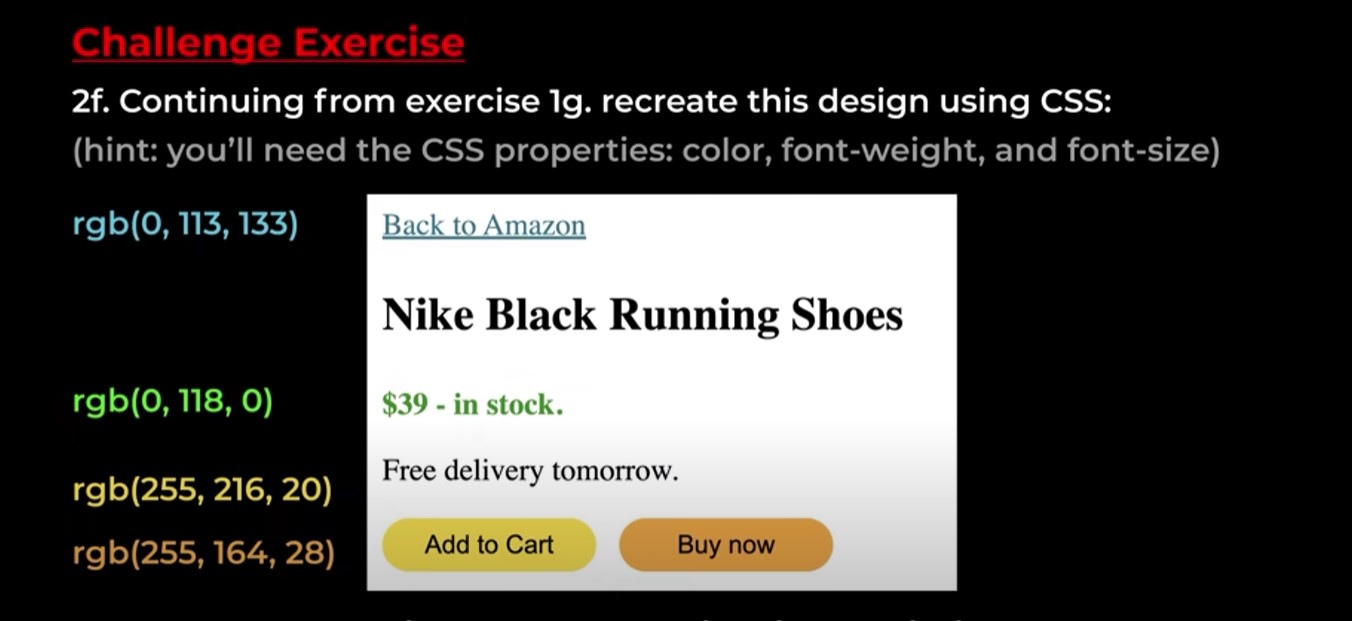 Challenge Exercise
2f. Continuing from exercise 1g. recreate this design using CSS:
(hint: you’ll need the CSS properties: color, font-weight, and font-size)
rgb(0, 113, 133)
Back to Amazon
Nike Black Running Shoes
rgb(0, 118, 0)
$39 - in stock.
Free delivery tomorrow.
rgb(255, 216, 20)
Add to Cart
Buy now
rgb(255, 164, 28)